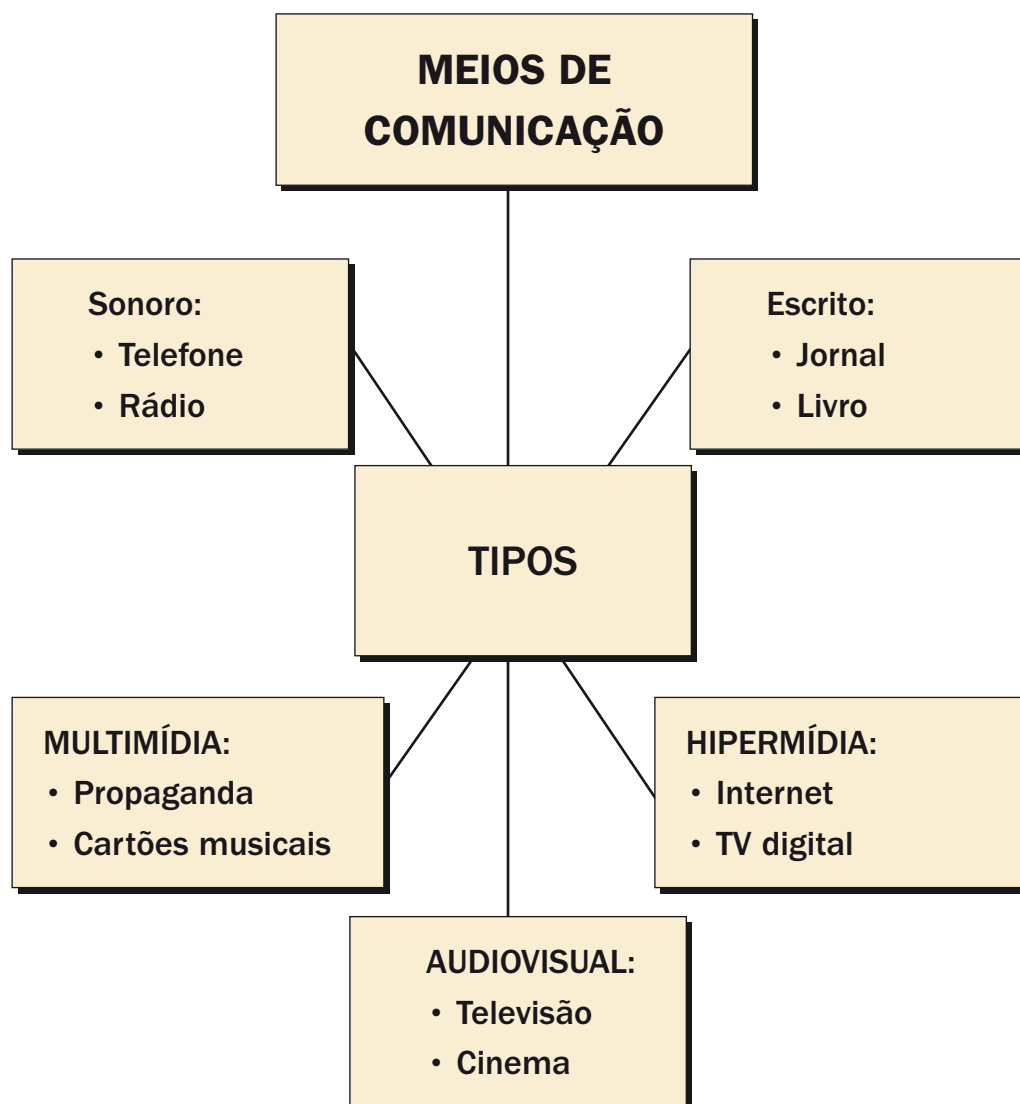 MEIOS DE
COMUNICAÇÃO
Sonoro:
• Telefone
• Rádio
Escrito:
• Jornal
• Livro
TIPOS
MULTIMÍDIA:
• Propaganda
• Cartões musicais
HIPERMÍDIA:
• Internet
• TV digital
AUDIOVISUAL:
• Televisão
• Cinema